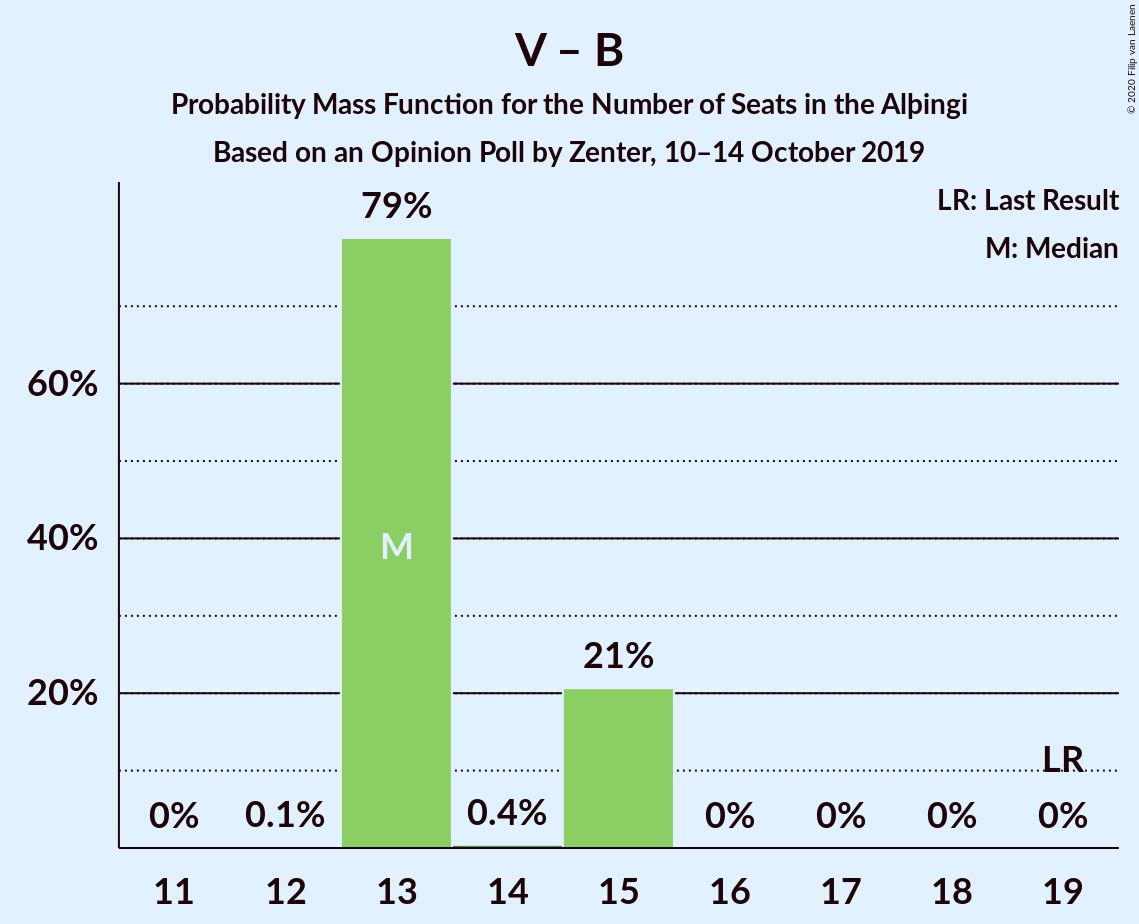 V – B
Probability Mass Function for the Number of Seats in the Alþingi
Based on an Opinion Poll by Zenter, 10–14 October 2019
© 2020 Filip van Laenen
LR: Last Result
M: Median
79%
60%
40%
20%
M
21%
LR
0% 0.1% 0.4% 0% 0% 0% 0%
11 12 13 14 15 16 17 18 19